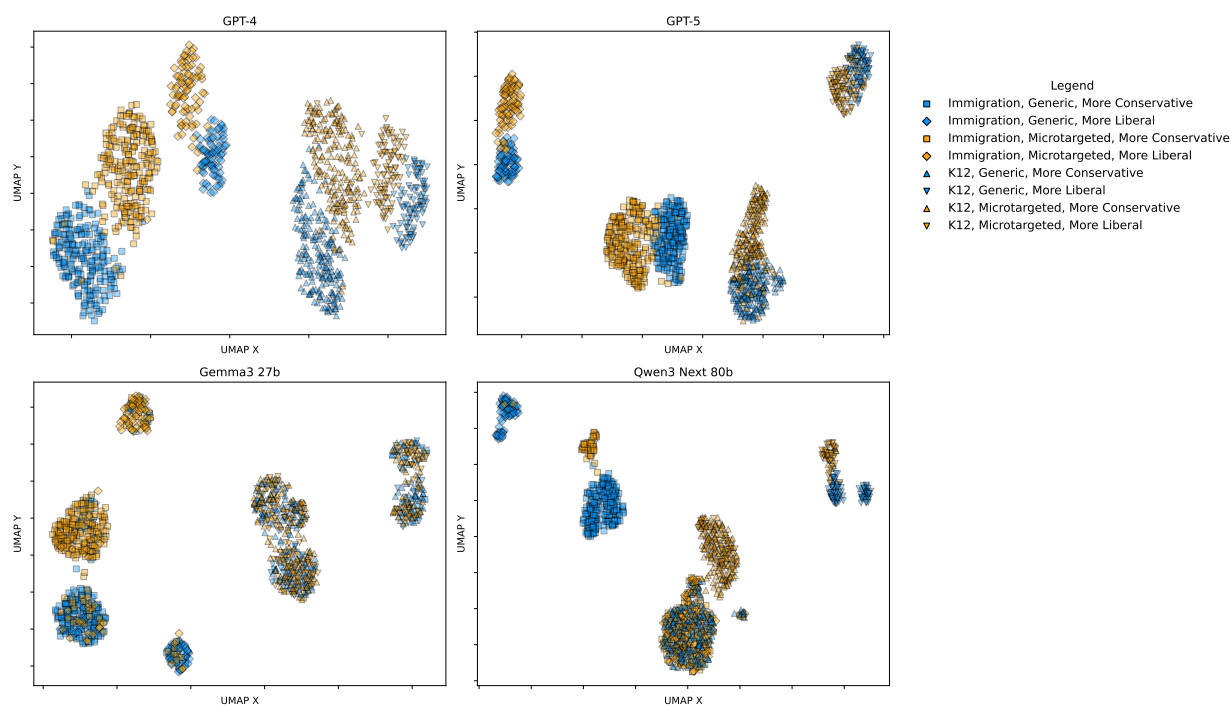 GPT-4
UMAP Y
UMAP X
GPT-5
UMAP Y
UMAP X
Legend
Immigration, Generic, More Conservative
Immigration, Generic, More Liberal
Immigration, Microtargeted, More Conservative
Immigration, Microtargeted, More Liberal
K12, Generic, More Conservative
K12, Generic, More Liberal
K12, Microtargeted, More Conservative
K12, Microtargeted, More Liberal
Gemma3 27b
UMAP Y
UMAP X
Qwen3 Next 80b
UMAP Y
UMAP X